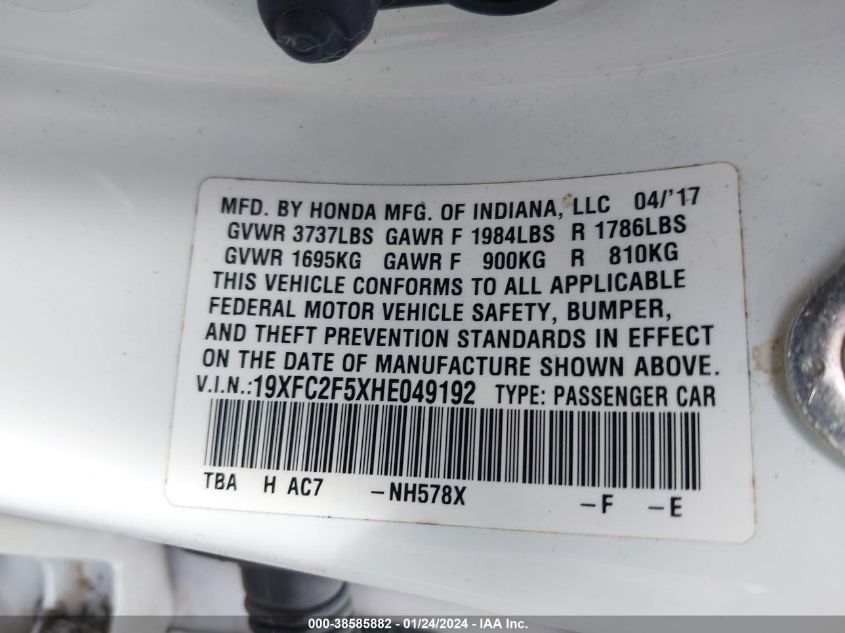 MFD. BY HONDA MFG. OF INDIANA, LLC 04/'17
GVWR 3737LBS GAWR F 1984LBS R 1786LBS
GVWR 1695KG GAWR F 900KG R 810KG
THIS VEHICLE CONFORMS TO ALL APPLICABLE
FEDERAL MOTOR VEHICLE SAFETY, BUMPER,
AND THEFT PREVENTION STANDARDS IN EFFECT
ON THE DATE OF MANUFACTURE SHOWN ABOVE.
V.I.N.:19XFC2F5XHE049192 TYPE: PASSENGER CAR
TBA H AC7 -NH578X -F -E
000-38585882 - 01/24/2024 - IAA Inc.